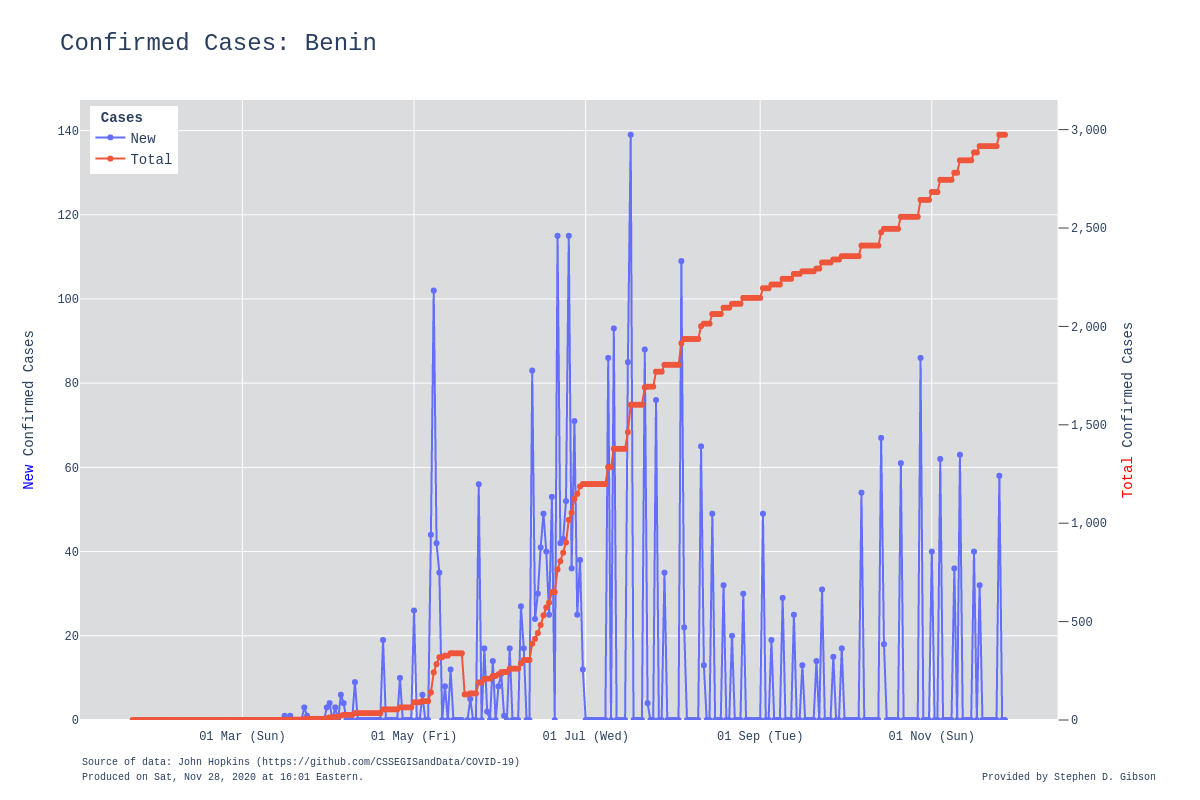 Confirmed Cases: Benin
Cases
New
Total
140
120
100
80
60
40
20
0
3,000
2,500
2,000
1,500
1,000
500
0
New Confirmed Cases
Total Confirmed Cases
01 Mar (Sun)
01 May (Fri)
01 Jul (Wed)
01 Sep (Tue)
01 Nov (Sun)
Source of data: John Hopkins (https://github.com/CSSEGISandData/COVID-19)
Produced on Sat, Nov 28, 2020 at 16:01 Eastern.
Provided by Stephen D. Gibson